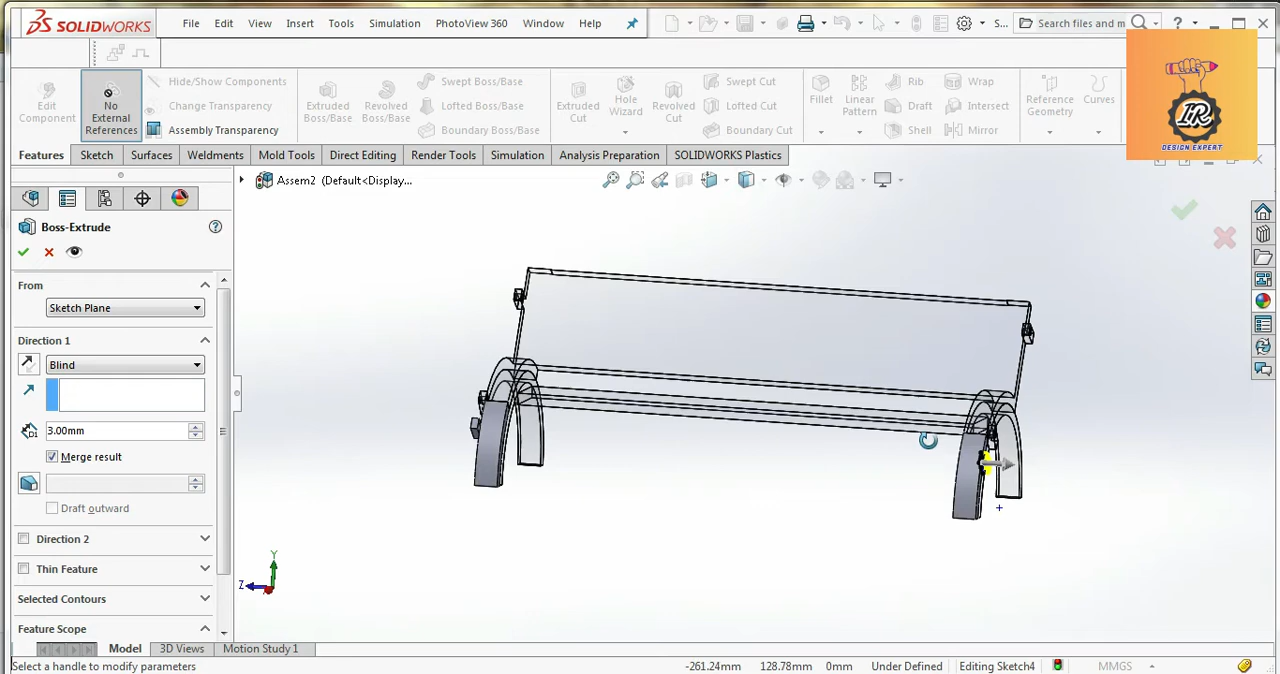 SOLIDWORKS File Edit View Insert Tools Simulation PhotoView 360 Window Help S... Search files and m ?
Edit Component
No External References
Hide/Show Components
Change Transparency
Assembly Transparency
Extruded Boss/Base
Revolved Boss/Base
Swept Boss/Base
Lofted Boss/Base
Boundary Boss/Base
Extruded Cut
Hole Wizard
Revolved Cut
Swept Cut
Lofted Cut
Boundary Cut
Fillet
Linear Pattern
Rib
Draft
Shell
Wrap
Intersect
Mirror
Reference Geometry
Curves
IR
DESIGN EXPERT
Features Sketch Surfaces Weldments Mold Tools Direct Editing Render Tools Simulation Analysis Preparation SOLIDWORKS Plastics
Assem2 (Default<Display...
Boss-Extrude
From
Sketch Plane
Direction 1
Blind
D1
3.00mm
Merge result
Draft outward
Direction 2
Thin Feature
Selected Contours
Feature Scope
Y
Z
Model 3D Views Motion Study 1
Select a handle to modify parameters -261.24mm 128.78mm 0mm Under Defined Editing Sketch4 MMGS